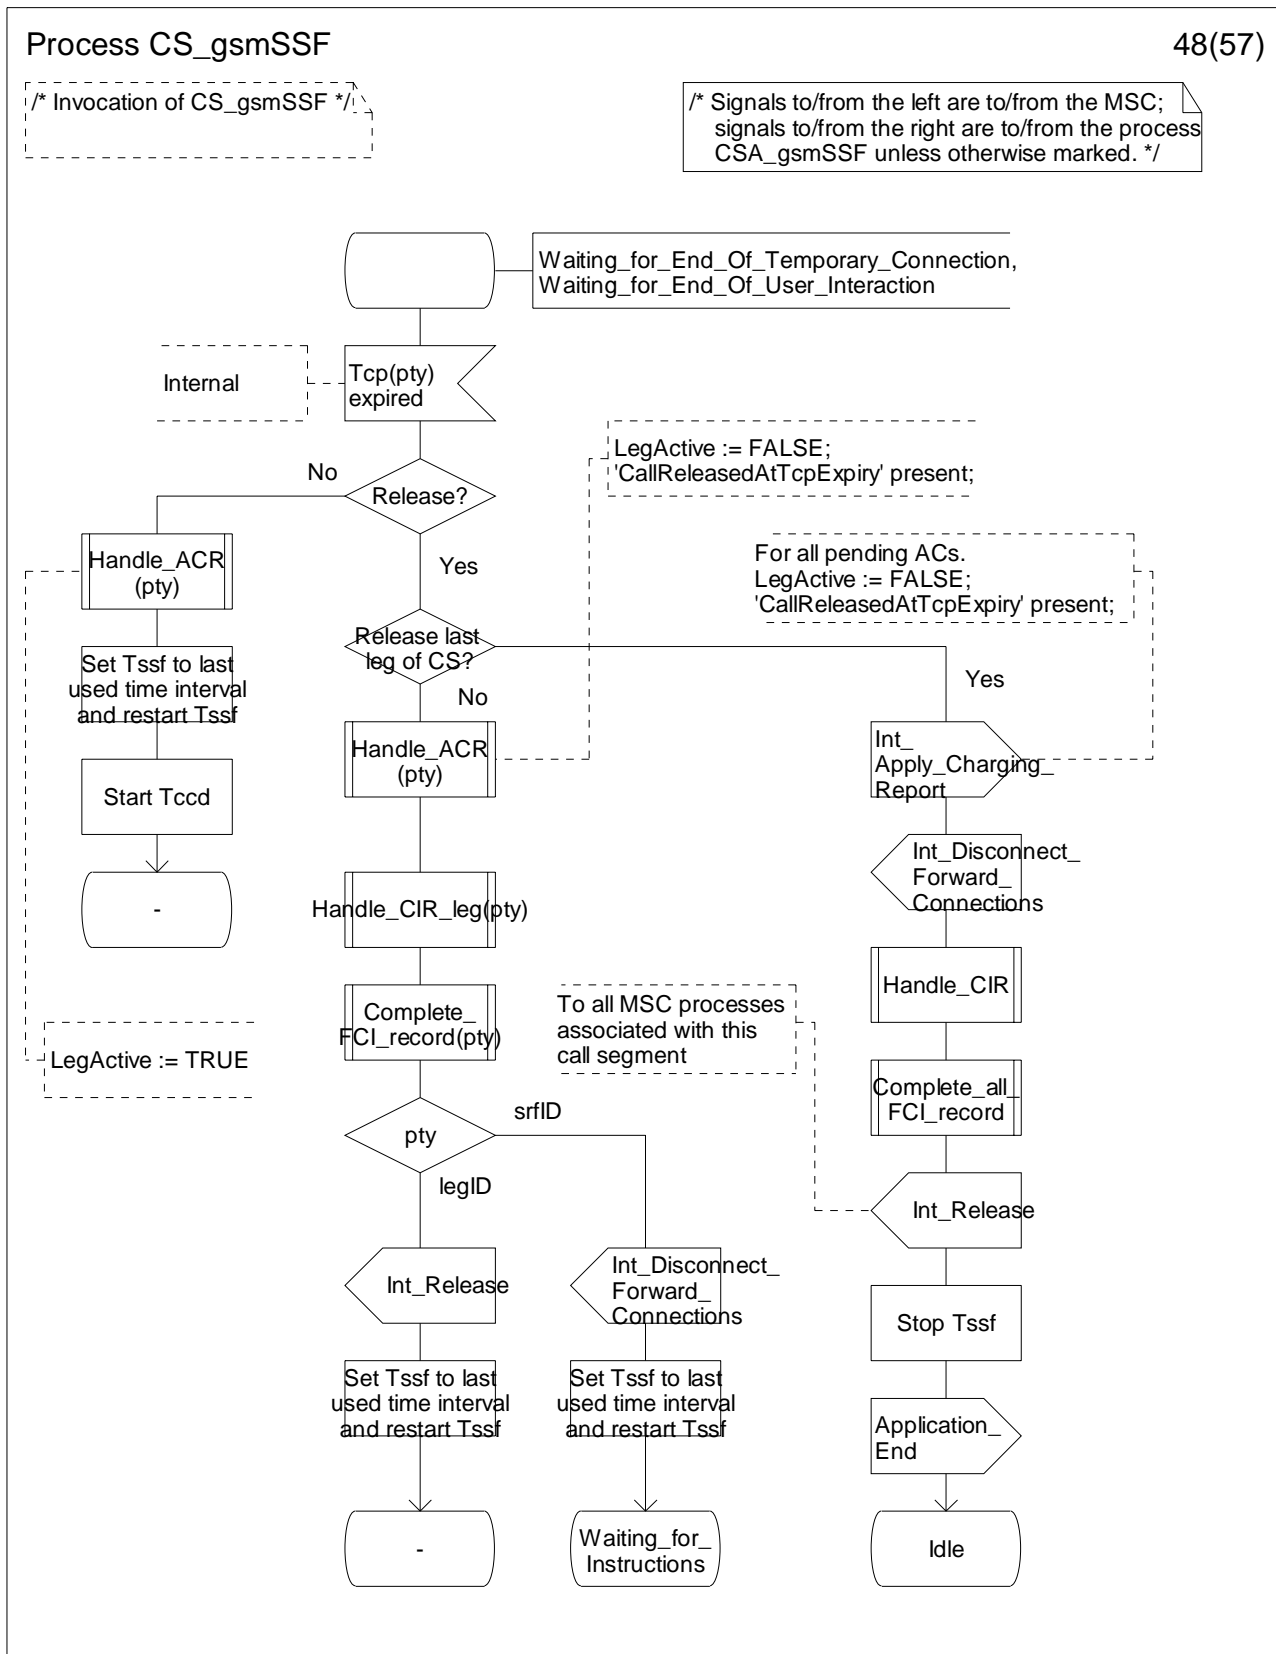 Process CS_gsmSSF
48(57)
/* Invocation of CS_gsmSSF */
/* Signals to/from the left are to/from the MSC;
signals to/from the right are to/from the process
CSA_gsmSSF unless otherwise marked. */
Waiting_for_End_Of_Temporary_Connection,
Waiting_for_End_Of_User_Interaction
Internal
Tcp(pty)
expired
LegActive := FALSE;
'CallReleasedAtTcpExpiry' present;
No
Release?
Yes
Handle_ACR
(pty)
For all pending ACs.
LegActive := FALSE;
'CallReleasedAtTcpExpiry' present;
Release last
leg of CS?
Yes
No
Set Tssf to last
used time interval
and restart Tssf
Handle_ACR
(pty)
Int_
Apply_Charging_
Report
Start Tccd
Int_Disconnect_
Forward_
Connections
-
Handle_CIR_leg(pty)
Handle_CIR
To all MSC processes
associated with this
call segment
Complete_
FCI_record(pty)
LegActive := TRUE
Complete_all_
FCI_record
srfID
pty
legID
Int_Release
Int_Release
Int_Disconnect_
Forward_
Connections
Stop Tssf
Set Tssf to last
used time interval
and restart Tssf
Set Tssf to last
used time interval
and restart Tssf
Application_
End
-
Waiting_for_
Instructions
Idle